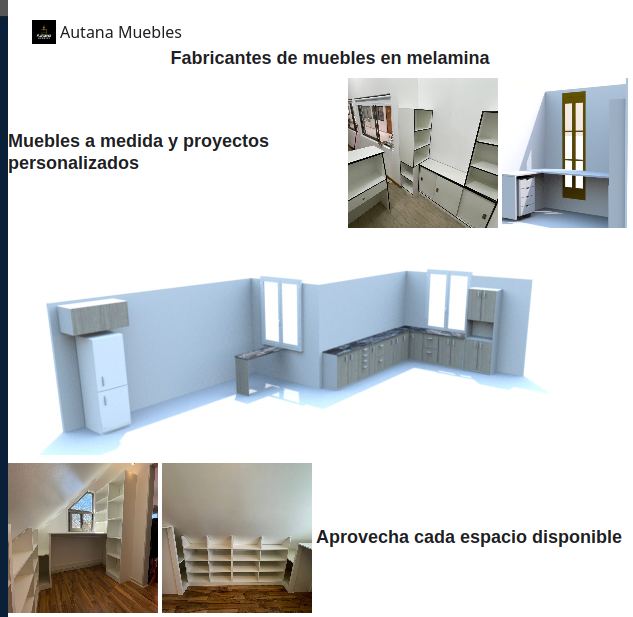 Autana Muebles
Fabricantes de muebles en melamina
Muebles a medida y proyectos
personalizados
Aprovecha cada espacio disponible